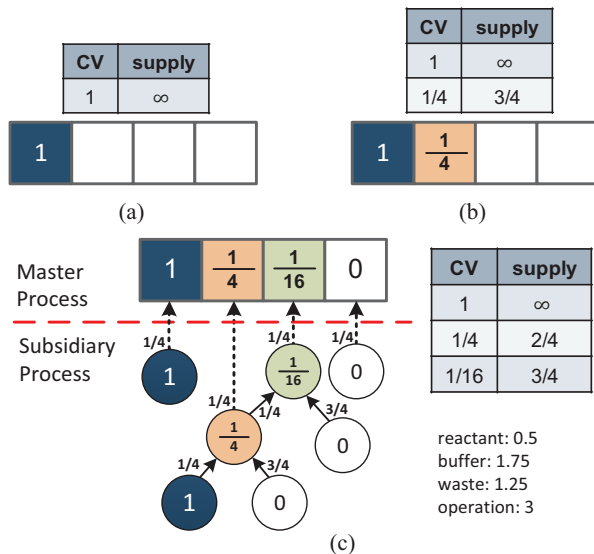 CV supply
1 ∞
1
(a)
CV supply
1 ∞
1/4 3/4
1 1/4
(b)
Master
Process
1 1/4 1/16 0
Subsidiary
Process
1/4 1/4 1/4 1/4
1 1/16 0
1/4 3/4
1/4 0
1/4 3/4
1 0
CV supply
1 ∞
1/4 2/4
1/16 3/4
reactant: 0.5
buffer: 1.75
waste: 1.25
operation: 3
(c)